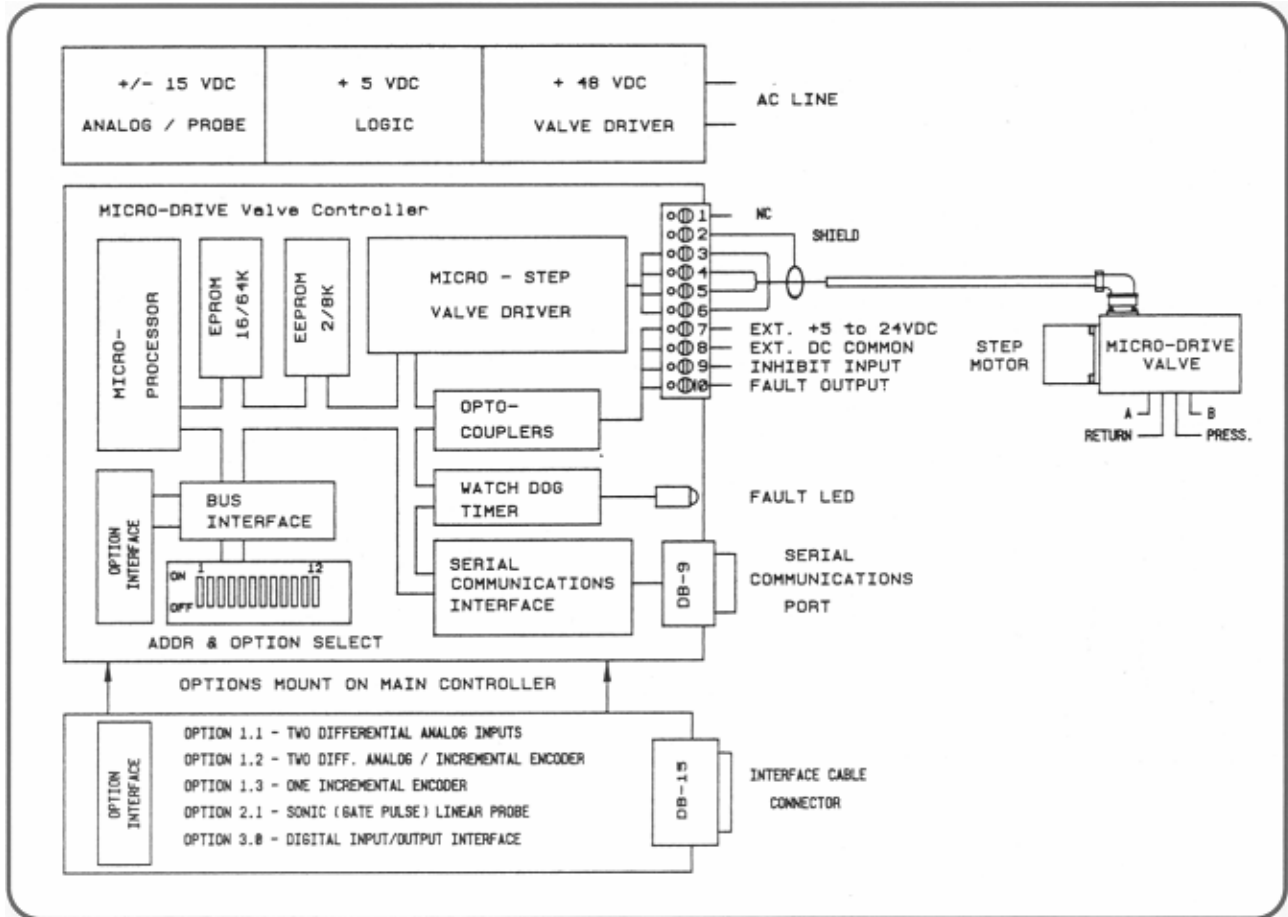 +/- 15 VDC
ANALOG / PROBE
+ 5 VDC
LOGIC
+ 48 VDC
VALVE DRIVER
AC LINE
MICRO-DRIVE Valve Controller
MICRO-
PROCESSOR
EPROM
16/64K
EEPROM
2/8K
MICRO - STEP
VALVE DRIVER
1
NC
2
SHIELD
3
4
5
6
7
EXT. +5 to 24VDC
8
EXT. DC COMMON
9
INHIBIT INPUT
10
FAULT OUTPUT
STEP
MOTOR
MICRO-DRIVE
VALVE
A
B
RETURN
PRESS.
OPTO-
COUPLERS
WATCH DOG
TIMER
FAULT LED
OPTION
INTERFACE
BUS
INTERFACE
1
12
ON
OFF
ADDR & OPTION SELECT
SERIAL
COMMUNICATIONS
INTERFACE
DB-9
SERIAL
COMMUNICATIONS
PORT
OPTIONS MOUNT ON MAIN CONTROLLER
OPTION
INTERFACE
OPTION 1.1 - TWO DIFFERENTIAL ANALOG INPUTS
OPTION 1.2 - TWO DIFF. ANALOG / INCREMENTAL ENCODER
OPTION 1.3 - ONE INCREMENTAL ENCODER
OPTION 2.1 - SONIC (GATE PULSE) LINEAR PROBE
OPTION 3.0 - DIGITAL INPUT/OUTPUT INTERFACE
DB-15
INTERFACE CABLE
CONNECTOR